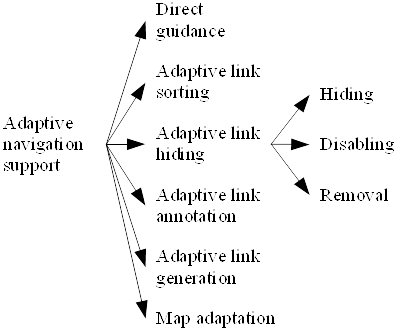 Direct
guidance
Adaptive link
sorting
Adaptive
navigation
support
Adaptive link
hiding
Hiding
Disabling
Removal
Adaptive link
annotation
Adaptive link
generation
Map adaptation